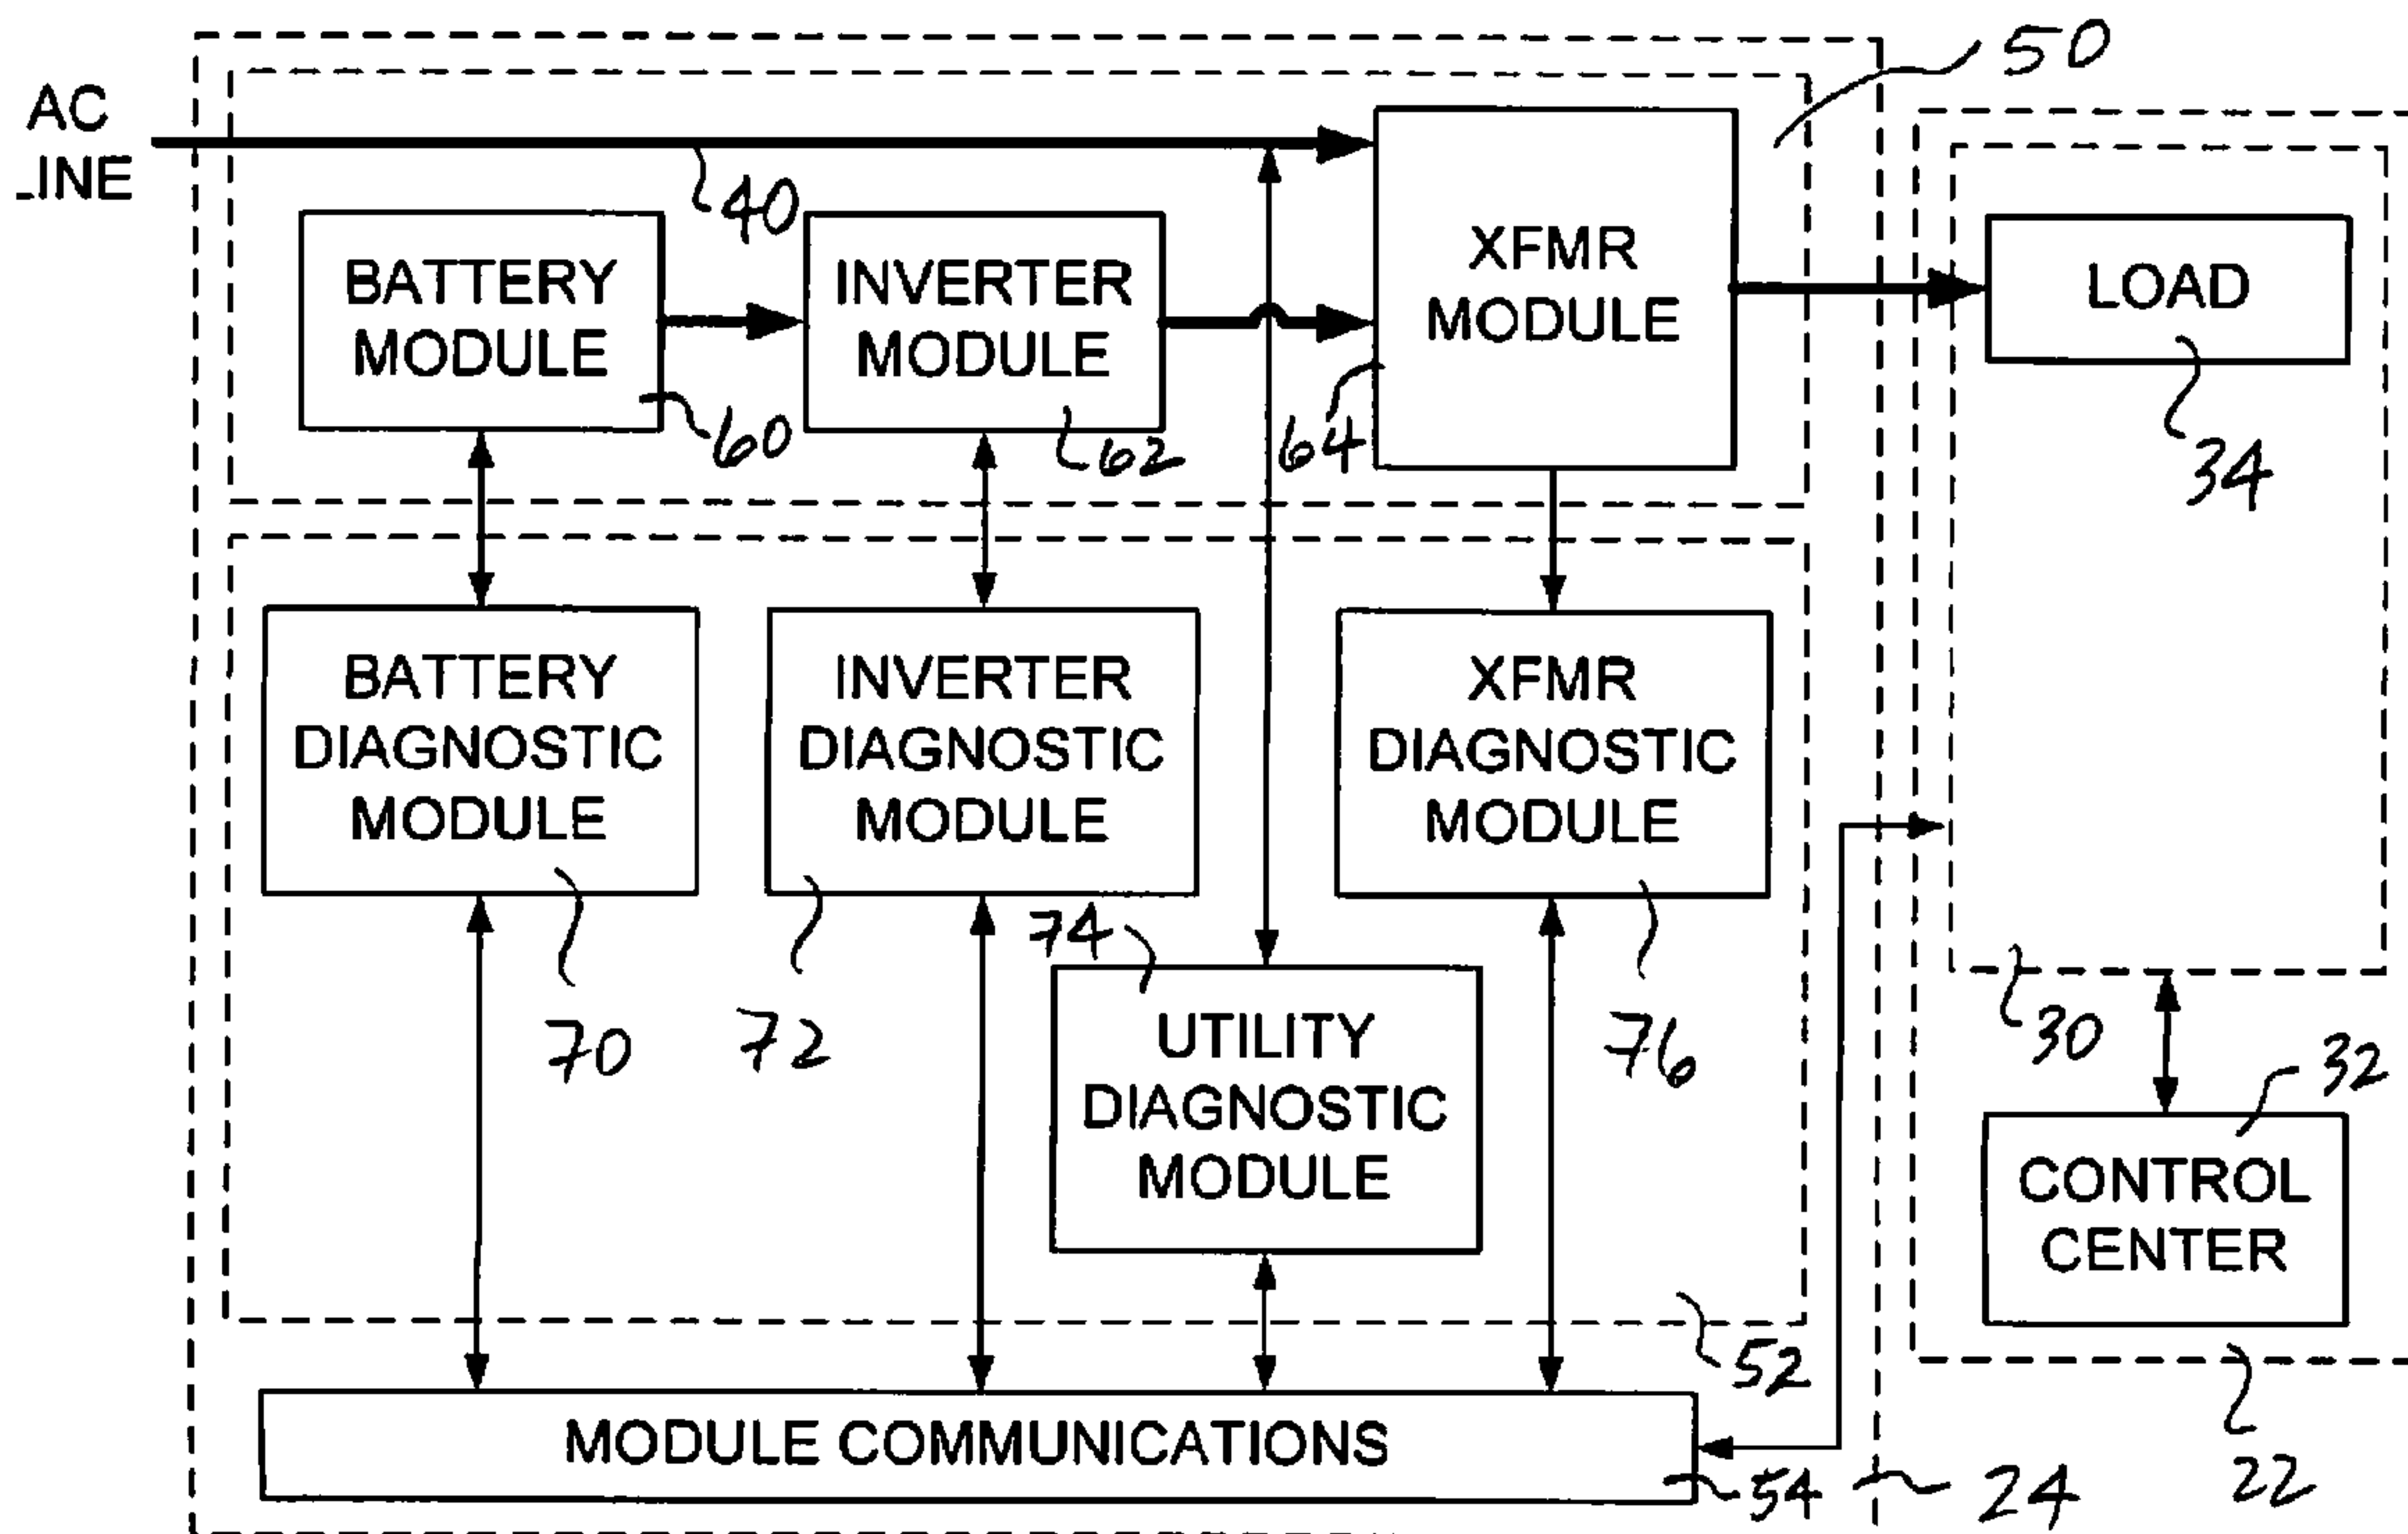 50
AC
LINE
40
BATTERY
MODULE
60
INVERTER
MODULE
62
XFMR
MODULE
64
LOAD
34
BATTERY
DIAGNOSTIC
MODULE
70
INVERTER
DIAGNOSTIC
MODULE
72
XFMR
DIAGNOSTIC
MODULE
76
74
UTILITY
DIAGNOSTIC
MODULE
30
32
CONTROL
CENTER
52
MODULE COMMUNICATIONS
54
24
22